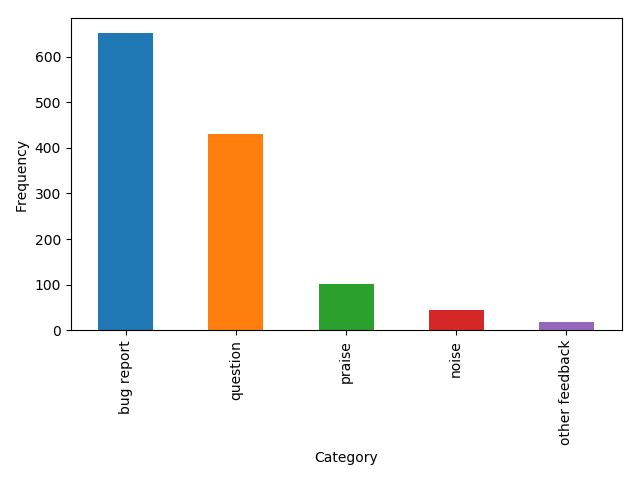 600
500
400
300
200
100
0
Frequency
bug report
question
praise
noise
other feedback
Category